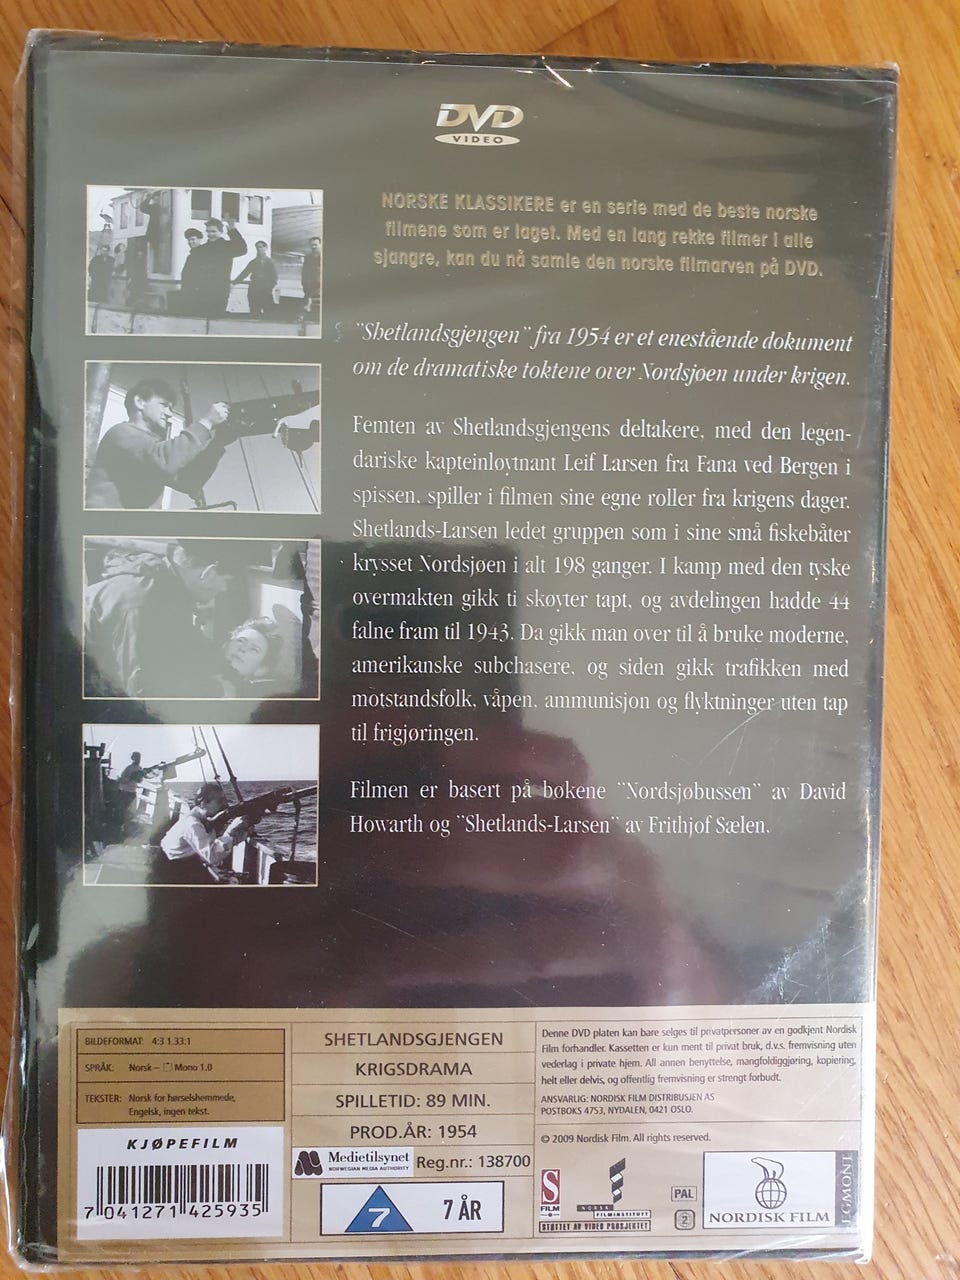 DVD
VIDEO
NORSKE KLASSIKERE er en serie med de beste norske
filmene som er laget. Med en lang rekke filmer i alle
sjangre, kan du nå samle den norske filmarven på DVD.
"Shetlandsgjengen" fra 1954 er et enestående dokument
om de dramatiske toktene over Nordsjøen under krigen.
Femten av Shetlandsgjengens deltakere, med den legen-
dariske kapteinløytnant Leif Larsen fra Fana ved Bergen i
spissen, spiller i filmen sine egne roller fra krigens dager.
Shetlands-Larsen ledet gruppen som i sine små fiskebåter
krysset Nordsjøen i alt 198 ganger. I kamp med den tyske
overmakten gikk ti skøyter tapt, og avdelingen hadde 44
falne fram til 1943. Da gikk man over til å bruke moderne,
amerikanske subchasere, og siden gikk trafikken med
motstandsfolk, våpen, ammunisjon og flyktninger uten tap
til frigjøringen.
Filmen er basert på bøkene "Nordsjøbussen" av David
Howarth og "Shetlands-Larsen" av Frithjof Sælen.
BILDEFORMAT: 4:3 1.33:1
SPRÅK: Norsk – Mono 1.0
TEKSTER: Norsk for hørselshemmede,
Engelsk, ingen tekst.
KJØPEFILM
7 041271 425935
SHETLANDSGJENGEN
KRIGSDRAMA
SPILLETID: 89 MIN.
PROD.ÅR: 1954
Medietilsynet
NORWEGIAN MEDIA AUTHORITY
Reg.nr.: 138700
7
7 ÅR
Denne DVD platen kan bare selges til privatpersoner av en godkjent Nordisk
Film forhandler. Kassetten er kun ment til privat bruk, d.v.s. fremvisning uten
vederlag i private hjem. All annen benyttelse, mangfoldiggjøring, kopiering,
helt eller delvis, og offentlig fremvisning er strengt forbudt.
ANSVARLIG: NORDISK FILM DISTRIBUSJON AS
POSTBOKS 4753, NYDALEN, 0421 OSLO.
© 2009 Nordisk Film. All rights reserved.
S
FILM
NORSK
FILMINSTITUTT
STØTTET AV VIDEO PROSJEKTET
PAL
2
NORDISK FILM
EGMONT